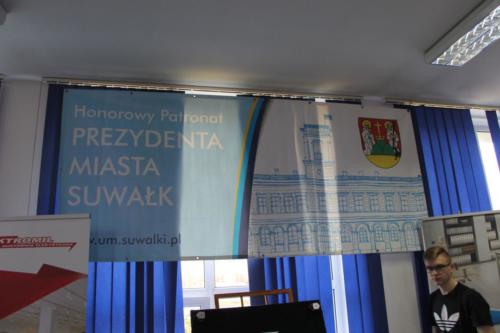 Honorowy Patronat
PREZYDENTA
MIASTA
SUWAŁK
.um.suwalki.pl